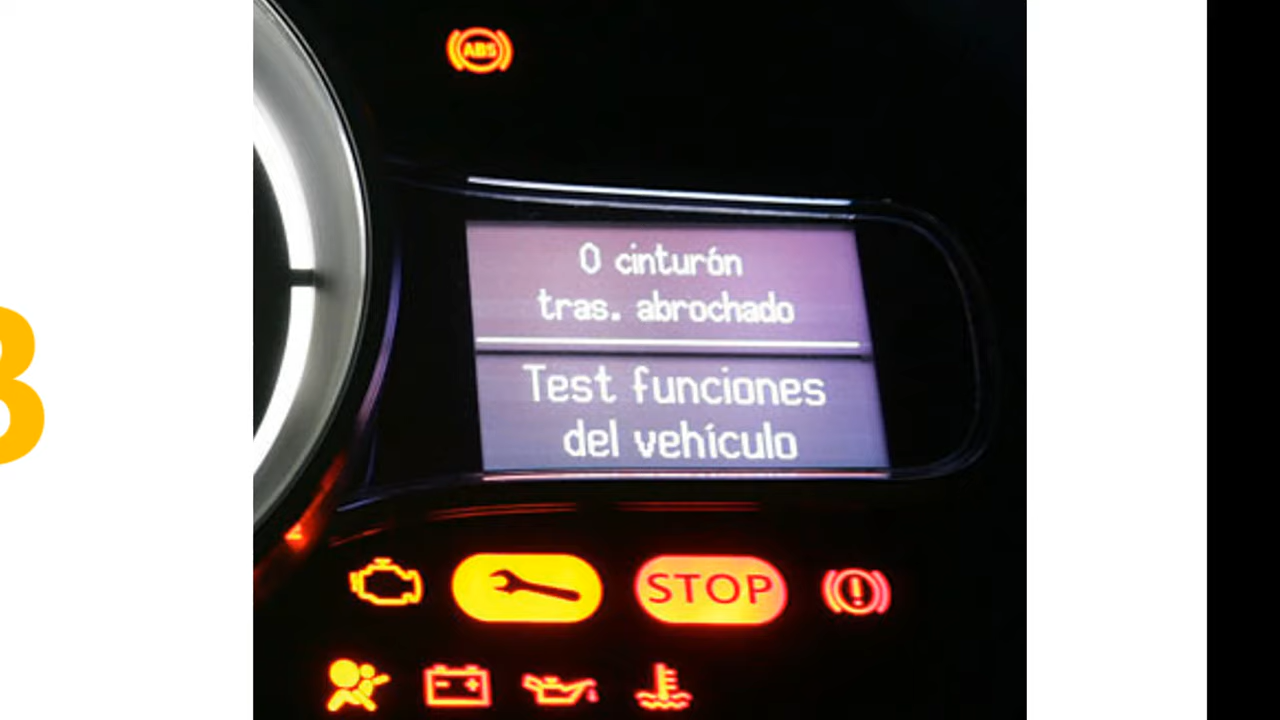 ABS
0 cinturón
tras. abrochado
Test funciones
del vehículo
STOP